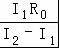 I₁R₀
I₂ − I₁